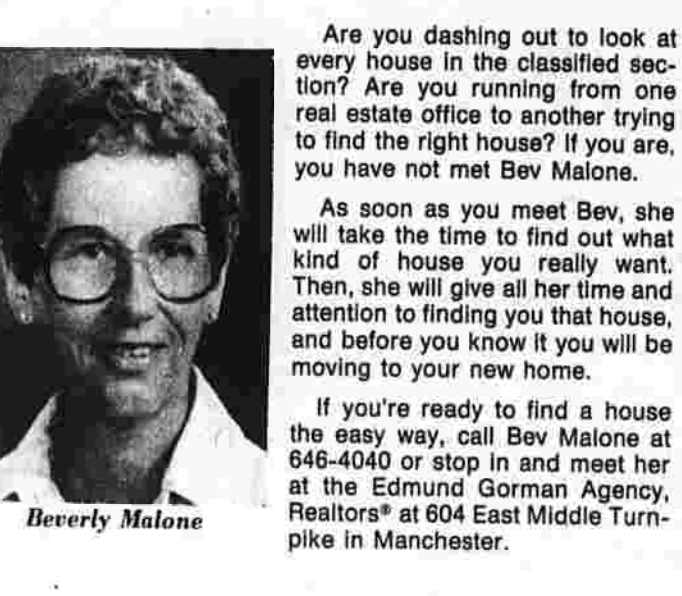 Are you dashing out to look at
every house in the classified sec-
tion? Are you running from one
real estate office to another trying
to find the right house? If you are,
you have not met Bev Malone.
As soon as you meet Bev, she
will take the time to find out what
kind of house you really want.
Then, she will give all her time and
attention to finding you that house,
and before you know it you will be
moving to your new home.
If you're ready to find a house
the easy way, call Bev Malone at
646-4040 or stop in and meet her
at the Edmund Gorman Agency,
Realtors® at 604 East Middle Turn-
pike in Manchester.
Beverly Malone